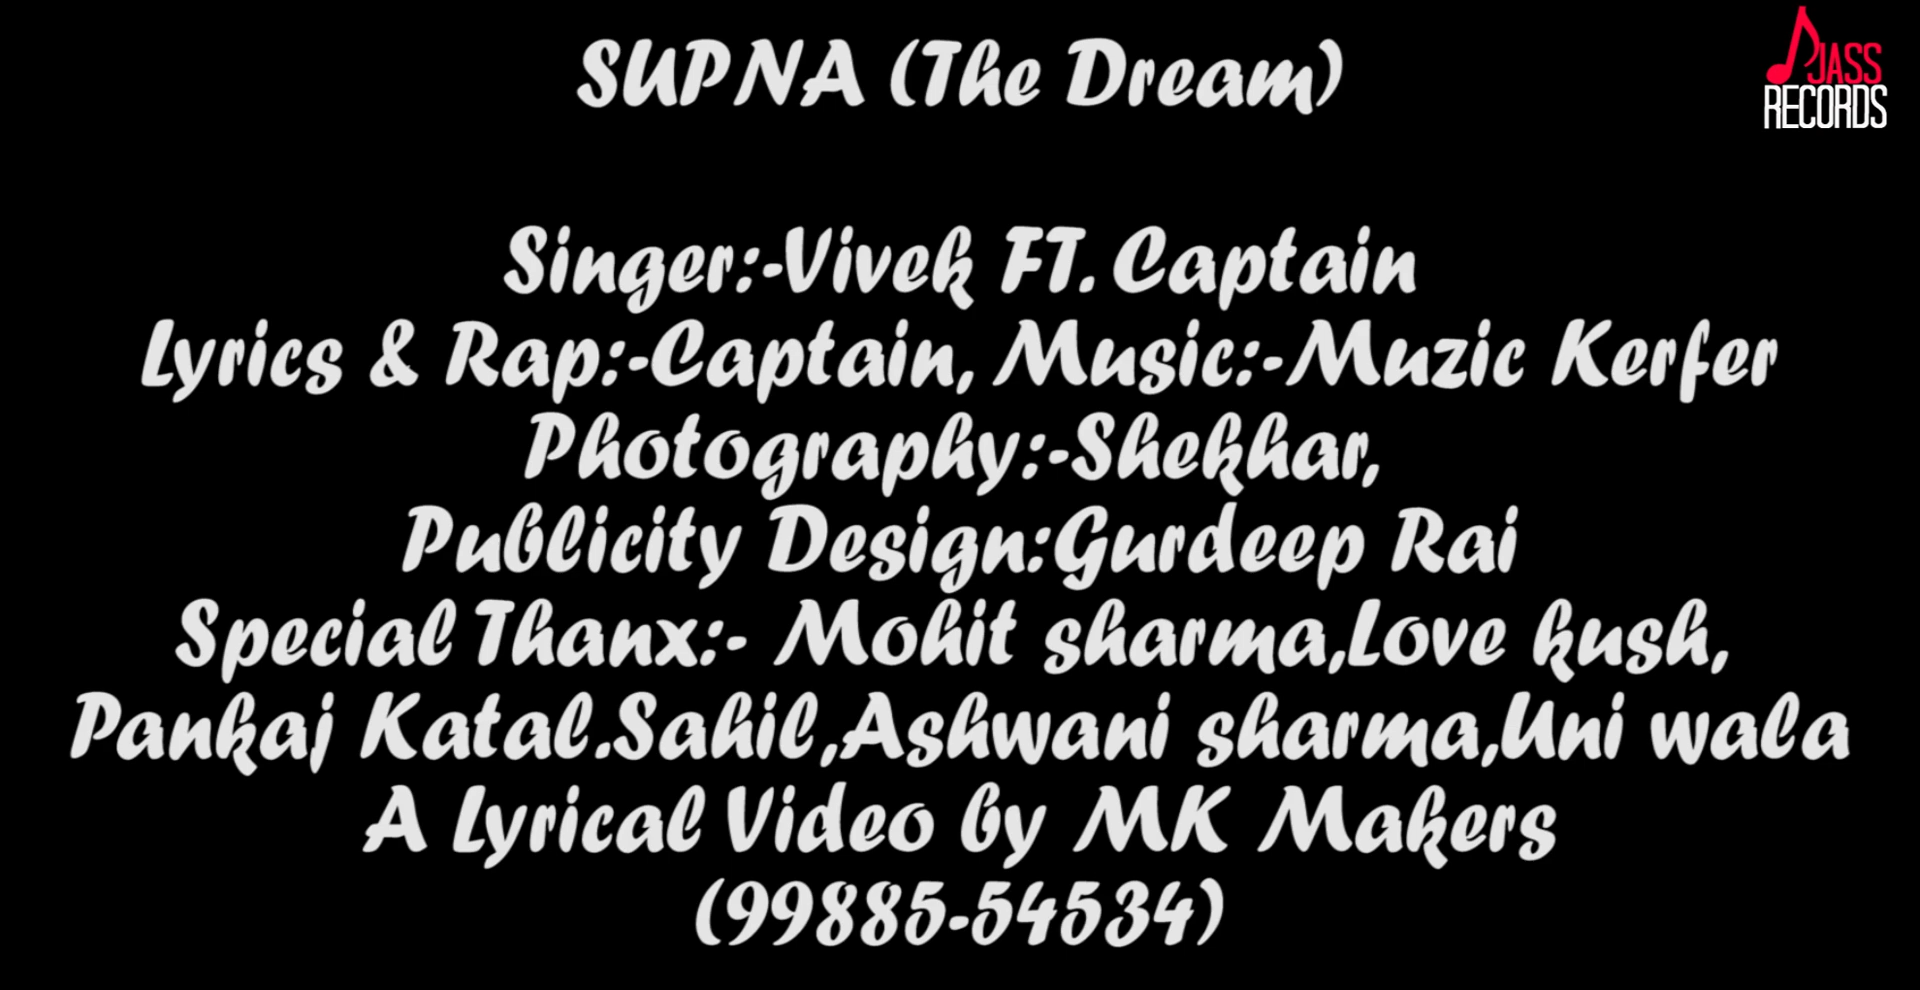 SUPNA (The Dream)
JASS
RECORDS
Singer:-Vivek FT. Captain
Lyrics & Rap:-Captain, Music:-Muzic Kerfer
Photography:-Shekhar,
Publicity Design:Gurdeep Rai
Special Thanx:- Mohit sharma,Love kush,
Pankaj Katal.Sahil,Ashwani sharma,Uni wala
A Lyrical Video by MK Makers
(99885-54534)